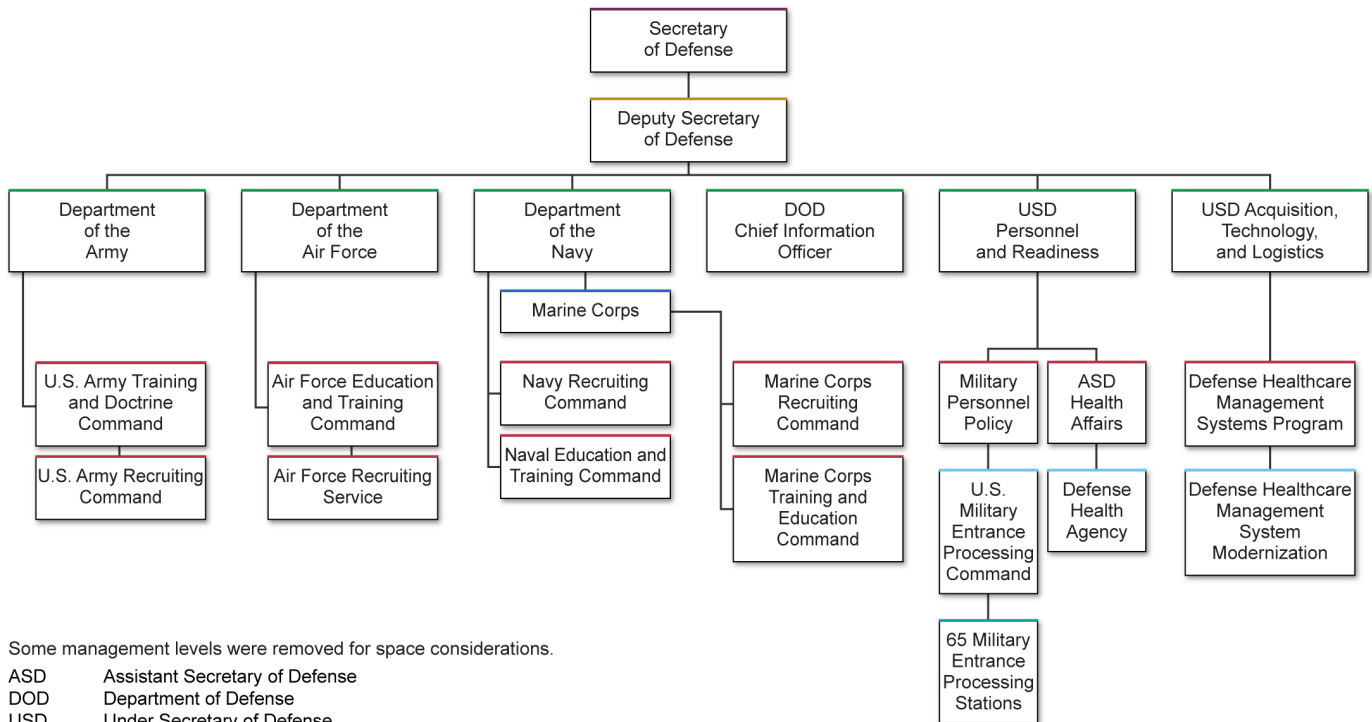 Secretary
of Defense
Deputy Secretary
of Defense
Department
of the
Army
Department
of the
Air Force
Department
of the
Navy
DOD
Chief Information
Officer
USD
Personnel
and Readiness
USD Acquisition,
Technology,
and Logistics
Marine Corps
U.S. Army Training
and Doctrine
Command
Air Force Education
and Training
Command
Navy Recruiting
Command
Marine Corps
Recruiting
Command
Military
Personnel
Policy
ASD
Health
Affairs
Defense Healthcare
Management
Systems Program
U.S. Army Recruiting
Command
Air Force Recruiting
Service
Naval Education and
Training Command
Marine Corps
Training and
Education
Command
U.S.
Military
Entrance
Processing
Command
Defense
Health
Agency
Defense Healthcare
Management
System
Modernization
65 Military
Entrance
Processing
Stations
Some management levels were removed for space considerations.
ASD Assistant Secretary of Defense
DOD Department of Defense
USD Under Secretary of Defense